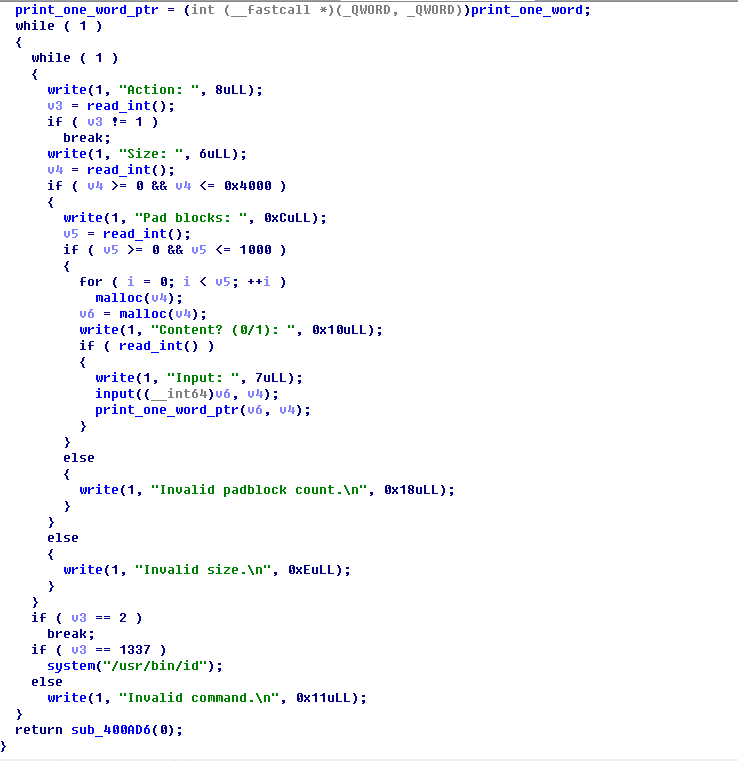 print_one_word_ptr = (int (__fastcall *)(_QWORD, _QWORD))print_one_word;
while ( 1 )
{
while ( 1 )
{
write(1, "Action: ", 8uLL);
v3 = read_int();
if ( v3 != 1 )
break;
write(1, "Size: ", 6uLL);
v4 = read_int();
if ( v4 >= 0 && v4 <= 0x4000 )
{
write(1, "Pad blocks: ", 0xCuLL);
v5 = read_int();
if ( v5 >= 0 && v5 <= 1000 )
{
for ( i = 0; i < v5; ++i )
malloc(v4);
v6 = malloc(v4);
write(1, "Content? (0/1): ", 0x10uLL);
if ( read_int() )
{
write(1, "Input: ", 7uLL);
input((__int64)v6, v4);
print_one_word_ptr(v6, v4);
}
}
else
{
write(1, "Invalid padblock count.\n", 0x18uLL);
}
}
else
{
write(1, "Invalid size.\n", 0xEuLL);
}
}
if ( v3 == 2 )
break;
if ( v3 == 1337 )
system("/usr/bin/id");
else
write(1, "Invalid command.\n", 0x11uLL);
}
return sub_400AD6(0);
}